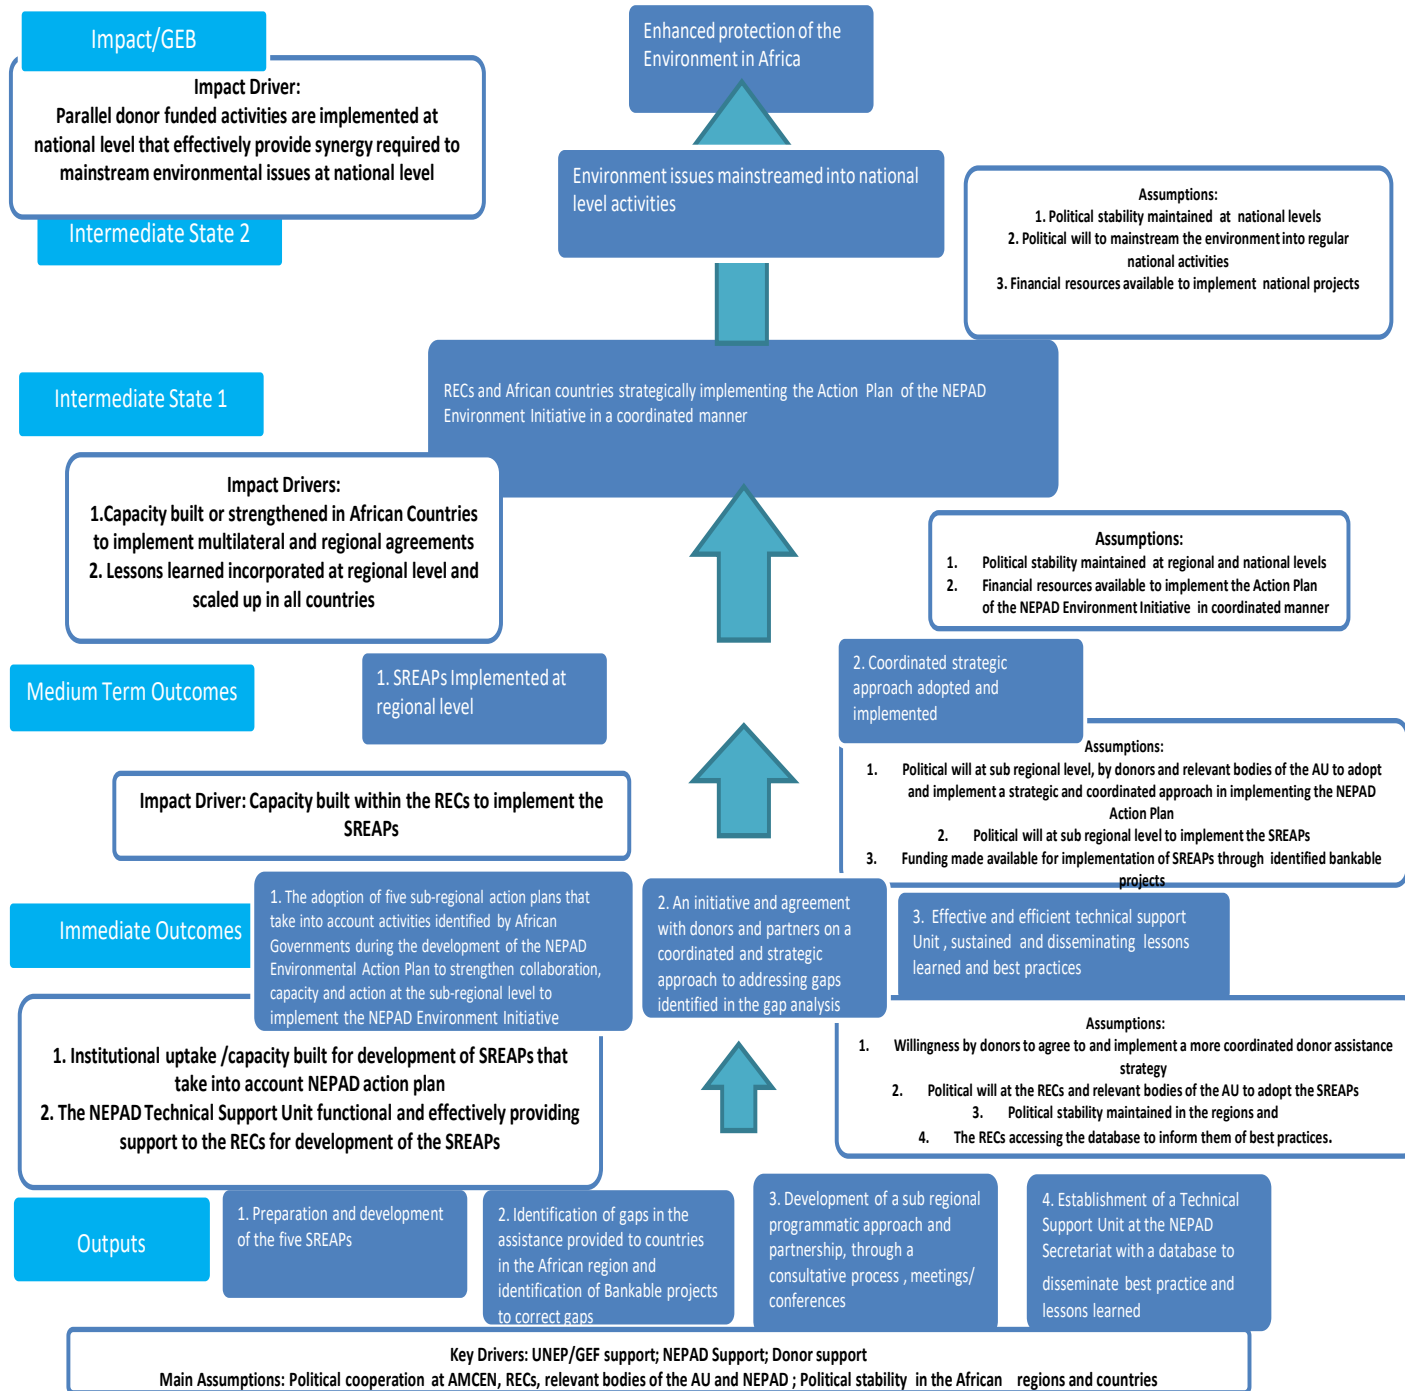 Impact/GEB
Enhanced protection of the
Environment in Africa
Impact Driver:
Parallel donor funded activities are implemented at
national level that effectively provide synergy required to
mainstream environmental issues at national level
Environment issues mainstreamed into national
level activities
Assumptions:
1. Political stability maintained at national levels
2. Political will to mainstream the environment into regular
national activities
3. Financial resources available to implement national projects
Intermediate State 2
Intermediate State 1
RECs and African countries strategically implementing the Action Plan of the NEPAD
Environment Initiative in a coordinated manner
Impact Drivers:
1.Capacity built or strengthened in African Countries
to implement multilateral and regional agreements
2. Lessons learned incorporated at regional level and
scaled up in all countries
Assumptions:
1. Political stability maintained at regional and national levels
2. Financial resources available to implement the Action Plan
of the NEPAD Environment Initiative in coordinated manner
Medium Term Outcomes
1. SREAPs Implemented at
regional level
2. Coordinated strategic
approach adopted and
implemented
Assumptions:
1. Political will at sub regional level, by donors and relevant bodies of the AU to adopt
and implement a strategic and coordinated approach in implementing the NEPAD
Action Plan
2. Political will at sub regional level to implement the SREAPs
3. Funding made available for implementation of SREAPs through identified bankable
projects
Impact Driver: Capacity built within the RECs to implement the
SREAPs
Immediate Outcomes
1. The adoption of five sub-regional action plans that
take into account activities identified by African
Governments during the development of the NEPAD
Environmental Action Plan to strengthen collaboration,
capacity and action at the sub-regional level to
implement the NEPAD Environment Initiative
2. An initiative and agreement
with donors and partners on a
coordinated and strategic
approach to addressing gaps
identified in the gap analysis
3. Effective and efficient technical support
Unit , sustained and disseminating lessons
learned and best practices
1. Institutional uptake /capacity built for development of SREAPs that
take into account NEPAD action plan
2. The NEPAD Technical Support Unit functional and effectively providing
support to the RECs for development of the SREAPs
Assumptions:
1. Willingness by donors to agree to and implement a more coordinated donor assistance
strategy
2. Political will at the RECs and relevant bodies of the AU to adopt the SREAPs
3. Political stability maintained in the regions and
4. The RECs accessing the database to inform them of best practices.
Outputs
1. Preparation and development
of the five SREAPs
2. Identification of gaps in the
assistance provided to countries
in the African region and
identification of Bankable projects
to correct gaps
3. Development of a sub regional
programmatic approach and
partnership, through a
consultative process , meetings/
conferences
4. Establishment of a Technical
Support Unit at the NEPAD
Secretariat with a database to
disseminate best practice and
lessons learned
Key Drivers: UNEP/GEF support; NEPAD Support; Donor support
Main Assumptions: Political cooperation at AMCEN, RECs, relevant bodies of the AU and NEPAD ; Political stability in the African regions and countries